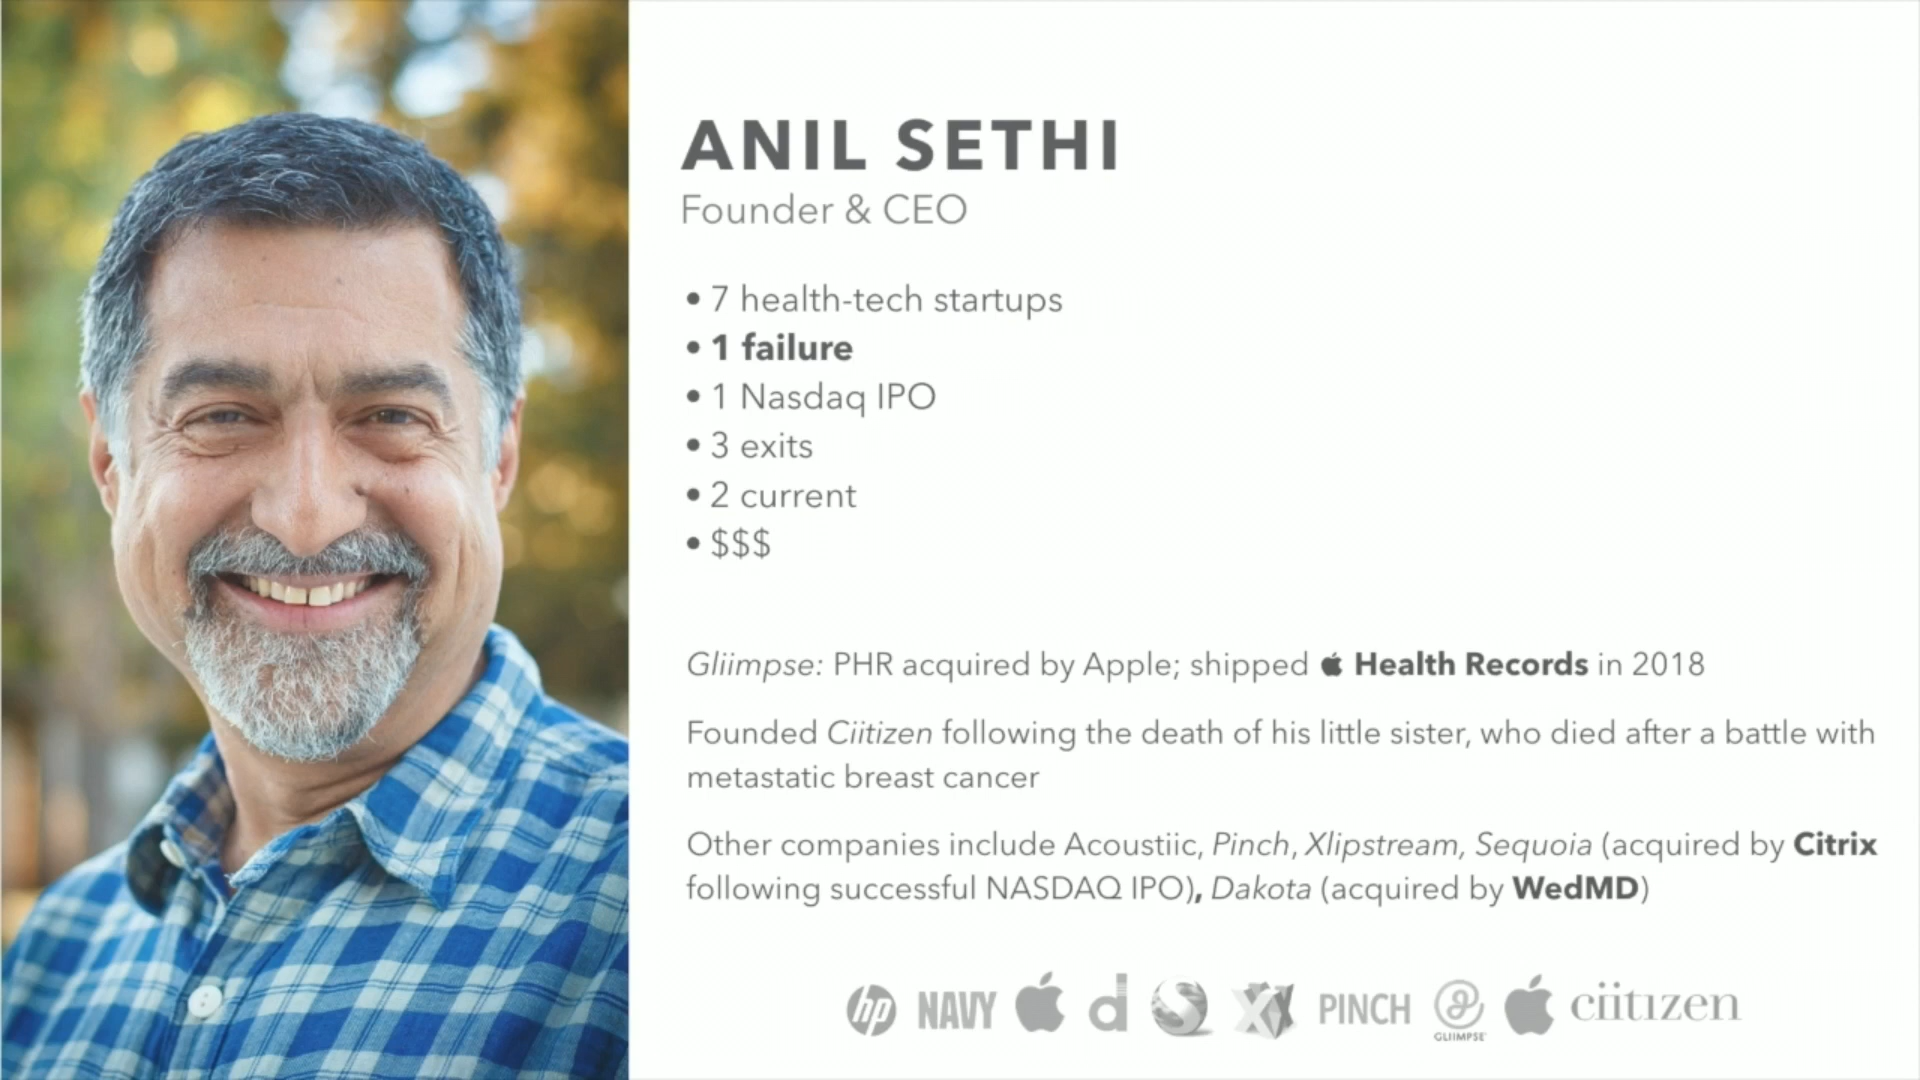 ANIL SETHI
Founder & CEO
• 7 health-tech startups
• 1 failure
• 1 Nasdaq IPO
• 3 exits
• 2 current
• $$$
Gliimpse: PHR acquired by Apple; shipped  Health Records in 2018
Founded Ciitizen following the death of his little sister, who died after a battle with
metastatic breast cancer
Other companies include Acoustiic, Pinch, Xlipstream, Sequoia (acquired by Citrix
following successful NASDAQ IPO), Dakota (acquired by WedMD)
hp NAVY d S X PINCH GLIIMPSE ciitizen